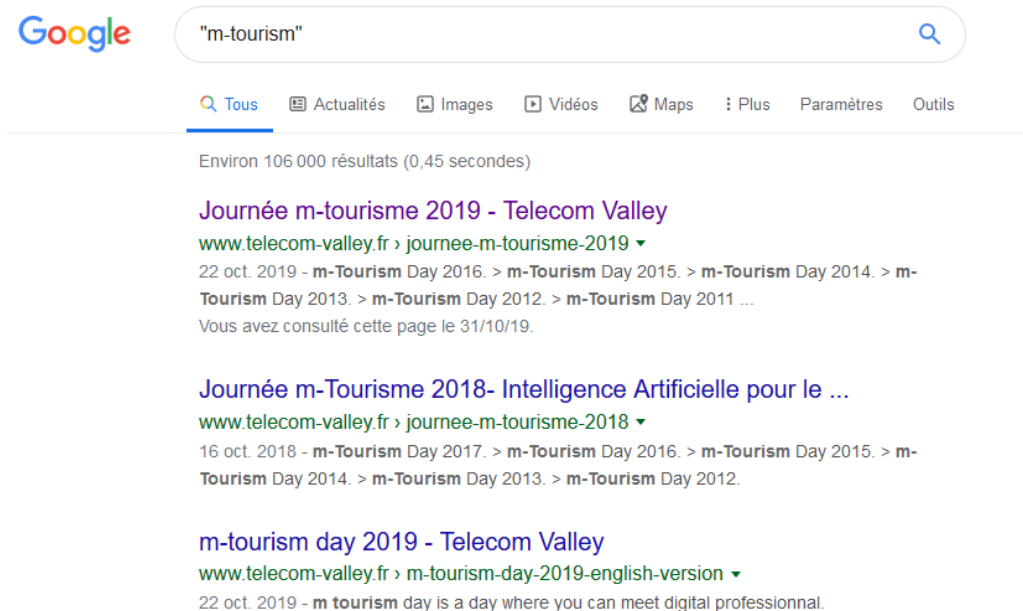 Google
"m-tourism"
Tous Actualités Images Vidéos Maps Plus Paramètres Outils
Environ 106 000 résultats (0,45 secondes)
Journée m-tourisme 2019 - Telecom Valley
www.telecom-valley.fr › journee-m-tourisme-2019
22 oct. 2019 - m-Tourism Day 2016. > m-Tourism Day 2015. > m-Tourism Day 2014. > m-
Tourism Day 2013. > m-Tourism Day 2012. > m-Tourism Day 2011 ...
Vous avez consulté cette page le 31/10/19.
Journée m-Tourisme 2018- Intelligence Artificielle pour le ...
www.telecom-valley.fr › journee-m-tourisme-2018
16 oct. 2018 - m-Tourism Day 2017. > m-Tourism Day 2016. > m-Tourism Day 2015. > m-
Tourism Day 2014. > m-Tourism Day 2013. > m-Tourism Day 2012.
m-tourism day 2019 - Telecom Valley
www.telecom-valley.fr › m-tourism-day-2019-english-version
22 oct. 2019 - m tourism day is a day where you can meet digital professionnal.